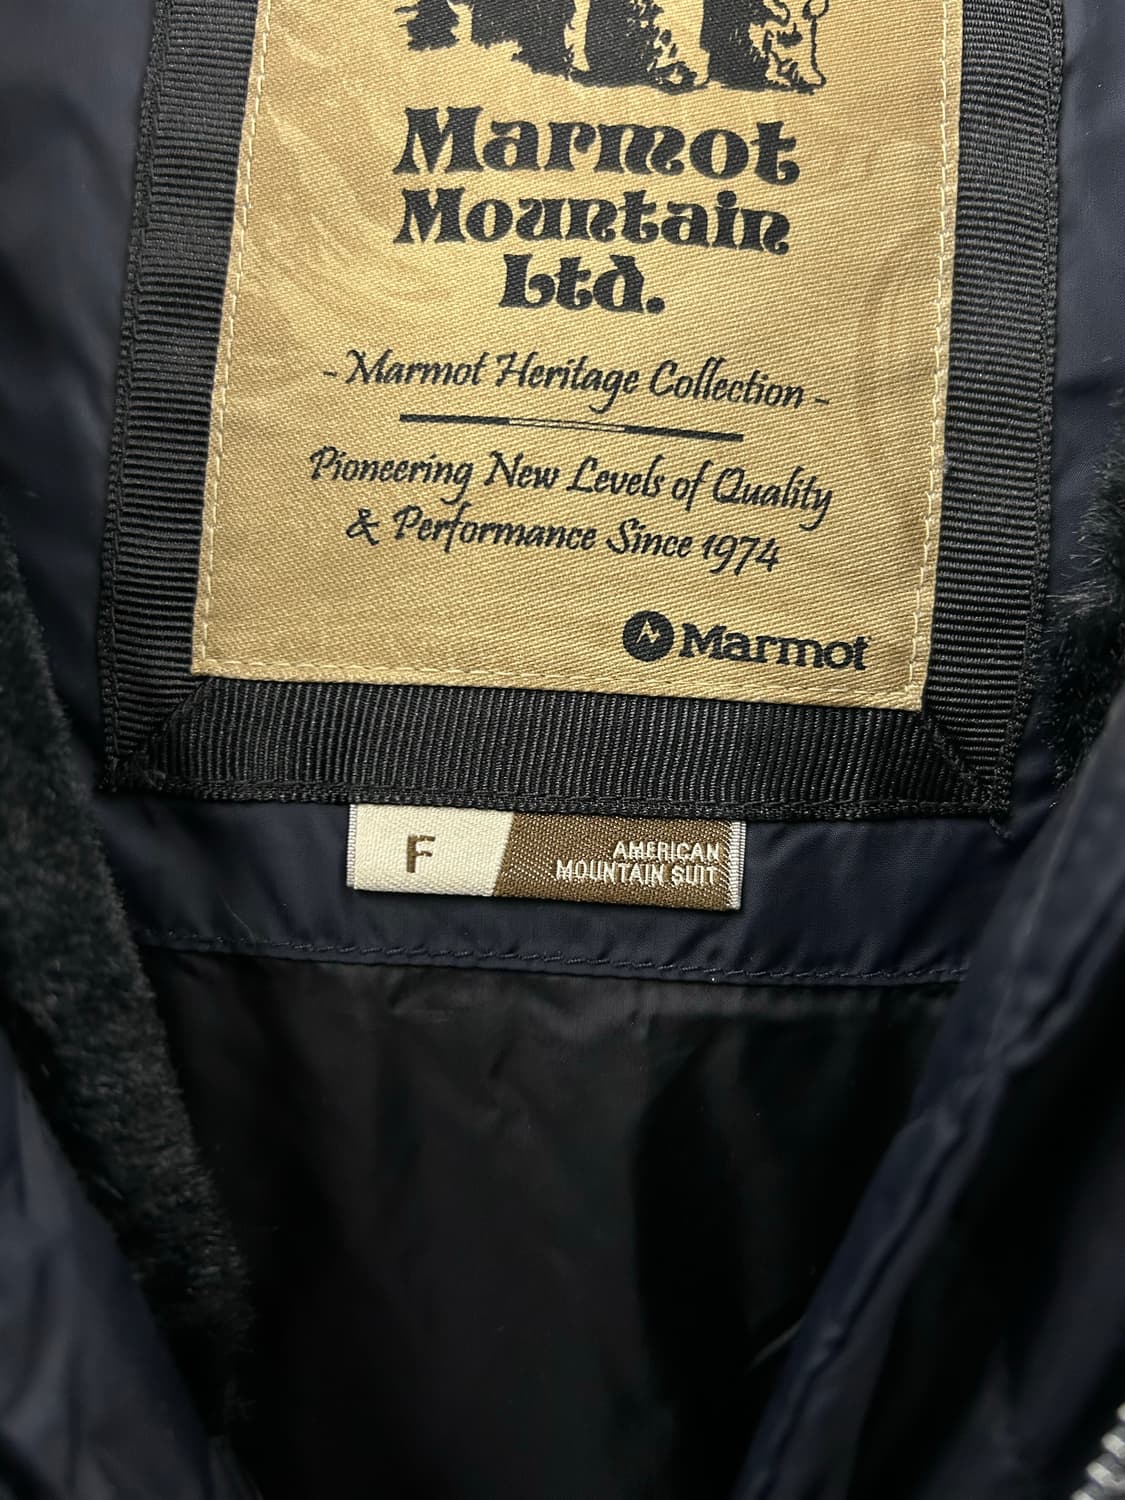 Marmot
Mountain
Ltd.
- Marmot Heritage Collection -
Pioneering New Levels of Quality
& Performance Since 1974
Marmot
F
AMERICAN
MOUNTAIN SUIT